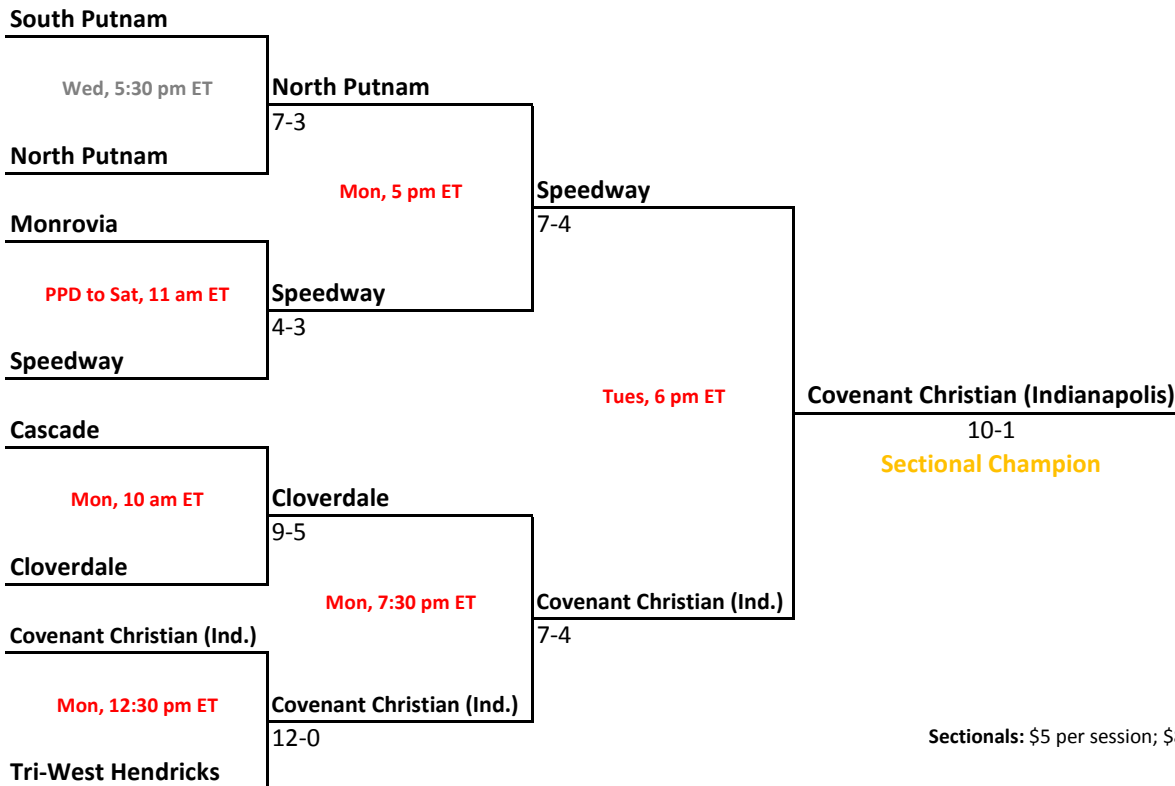 South Putnam
Wed, 5:30 pm ET
North Putnam
7-3
North Putnam
Mon, 5 pm ET
Speedway
7-4
Monrovia
PPD to Sat, 11 am ET
Speedway
4-3
Speedway
Tues, 6 pm ET
Covenant Christian (Indianapolis)
10-1
Sectional Champion
Cascade
Mon, 10 am ET
Cloverdale
9-5
Cloverdale
Mon, 7:30 pm ET
Covenant Christian (Ind.)
7-4
Covenant Christian (Ind.)
Mon, 12:30 pm ET
Covenant Christian (Ind.)
12-0
Sectionals: $5 per session; $
Tri-West Hendricks